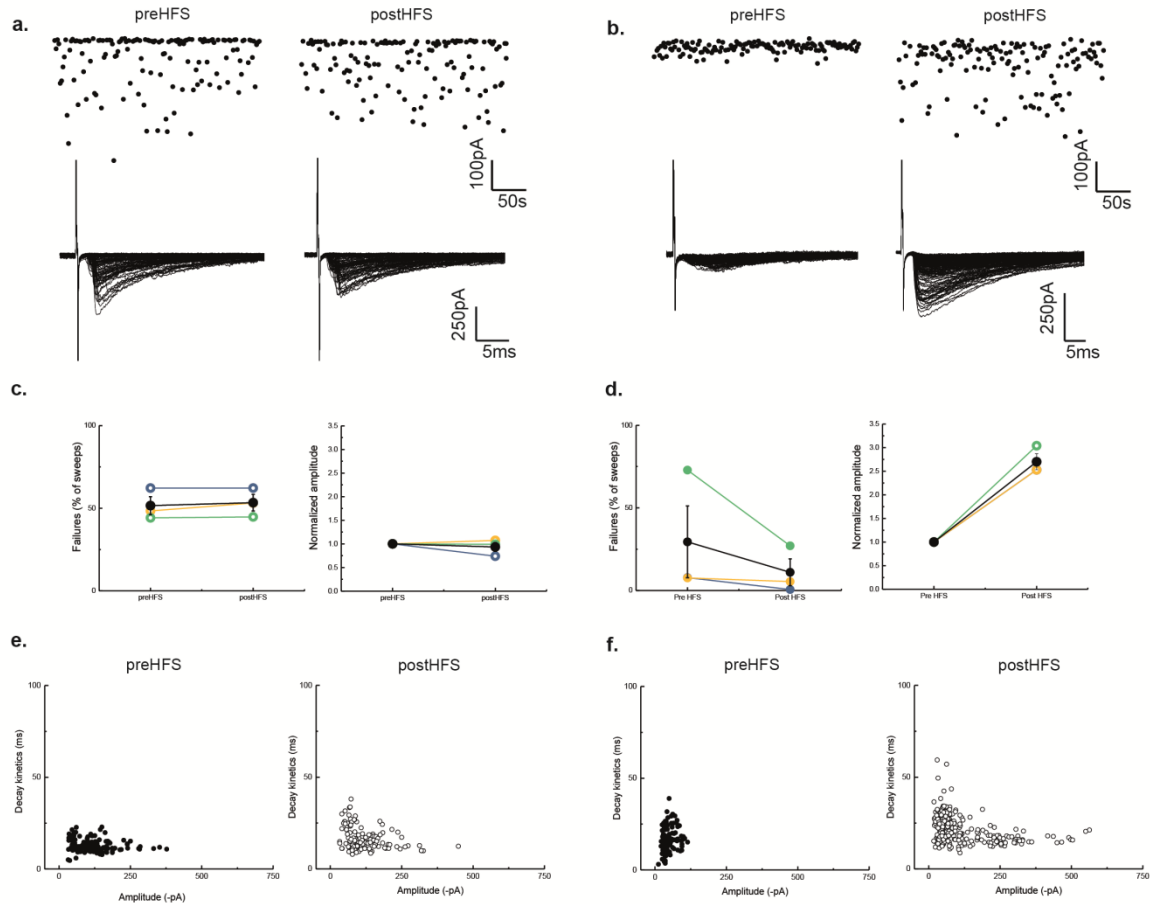 a.
preHFS
postHFS
100pA
50s
250pA
5ms
b.
preHFS
postHFS
100pA
50s
250pA
5ms
c.
Failures (% of sweeps)
100
50
0
preHFS
postHFS
Normalized amplitude
3.5
3.0
2.5
2.0
1.5
1.0
0.5
0.0
preHFS
postHFS
d.
Failures (% of sweeps)
100
50
0
Pre HFS
Post HFS
Normalized amplitude
3.5
3.0
2.5
2.0
1.5
1.0
0.5
0.0
Pre HFS
Post HFS
e.
preHFS
Decay kinetics (ms)
100
50
0
0
250
500
750
Amplitude (-pA)
postHFS
Decay kinetics (ms)
100
50
0
0
250
500
750
Amplitude (-pA)
f.
preHFS
Decay kinetics (ms)
100
50
0
0
250
500
750
Amplitude (-pA)
postHFS
Decay kinetics (ms)
100
50
0
0
250
500
750
Amplitude (-pA)